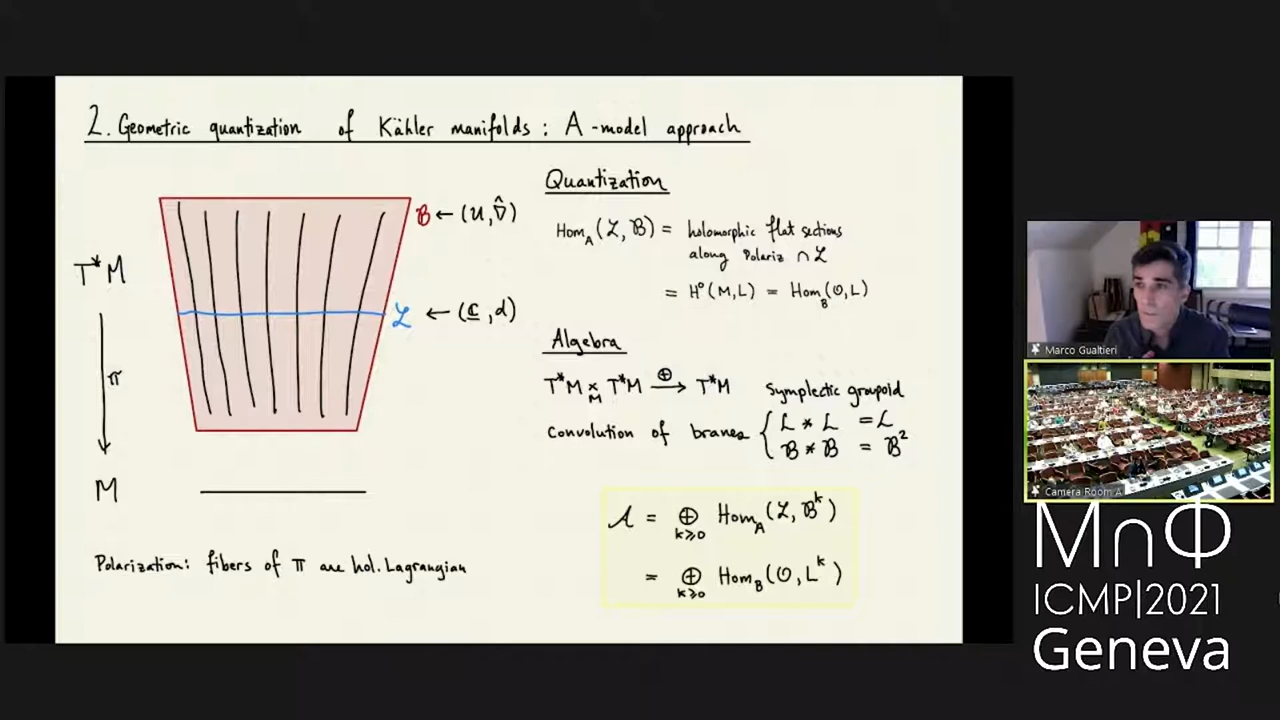 2. Geometric quantization of Kähler manifolds : A-model approach
T*M
π
M
B ← (U, ∇̂)
ℒ ← (C, d)
Polarization: fibers of π are hol. Lagrangian
Quantization
Hom_A(ℒ, B) = holomorphic flat sections
along Polariz ∩ ℒ
= H⁰(M, L) = Hom_B(O, L)
Algebra
T*M ×_M T*M ⊕→ T*M Symplectic groupoid
Convolution of branes { ℒ * ℒ = ℒ
B * B = B²
A = ⊕_{k≥0} Hom_A(ℒ, B^k)
= ⊕_{k≥0} Hom_B(O, L^k)
Marco Gualtieri
Camera Room A
M∩Φ
ICMP|2021
Geneva